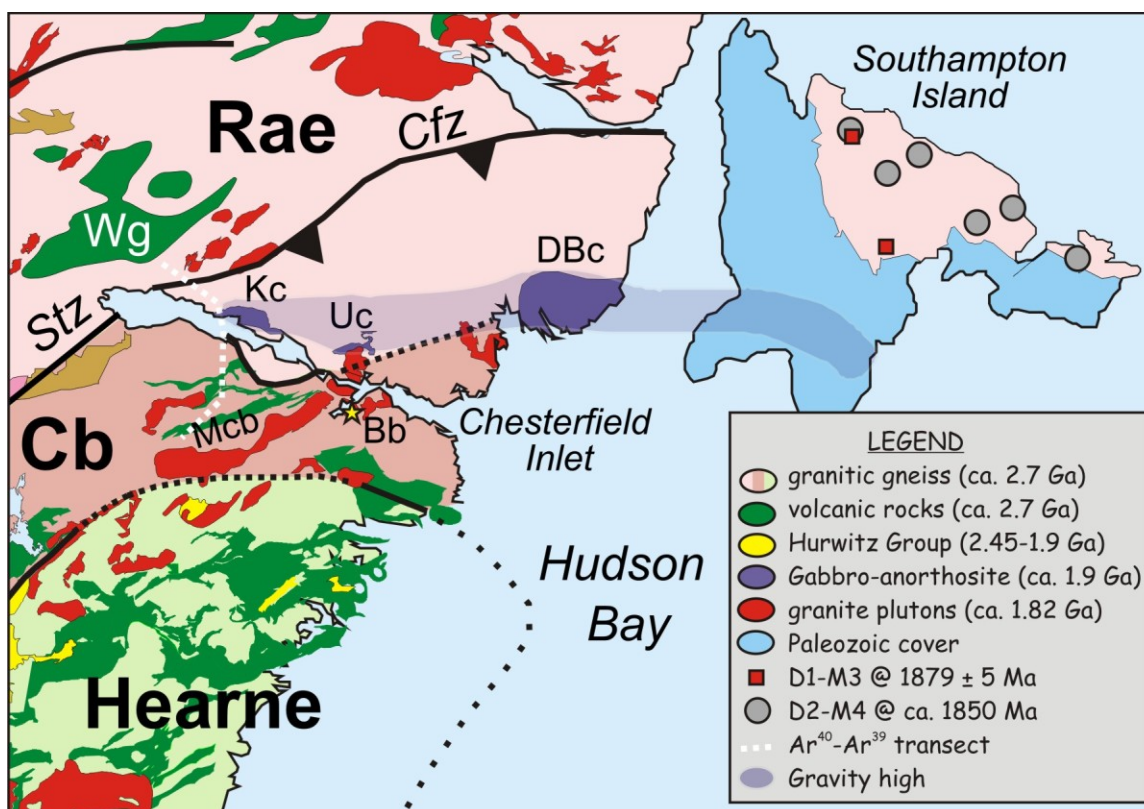 Southampton
Island
Rae
Cfz
Wg
DBc
Kc
Stz
Uc
Cb
Mcb
Bb
Chesterfield
Inlet
Hudson
Bay
Hearne
LEGEND
granitic gneiss (ca. 2.7 Ga)
volcanic rocks (ca. 2.7 Ga)
Hurwitz Group (2.45-1.9 Ga)
Gabbro-anorthosite (ca. 1.9 Ga)
granite plutons (ca. 1.82 Ga)
Paleozoic cover
D1-M3 @ 1879 ± 5 Ma
D2-M4 @ ca. 1850 Ma
Ar⁴⁰-Ar³⁹ transect
Gravity high